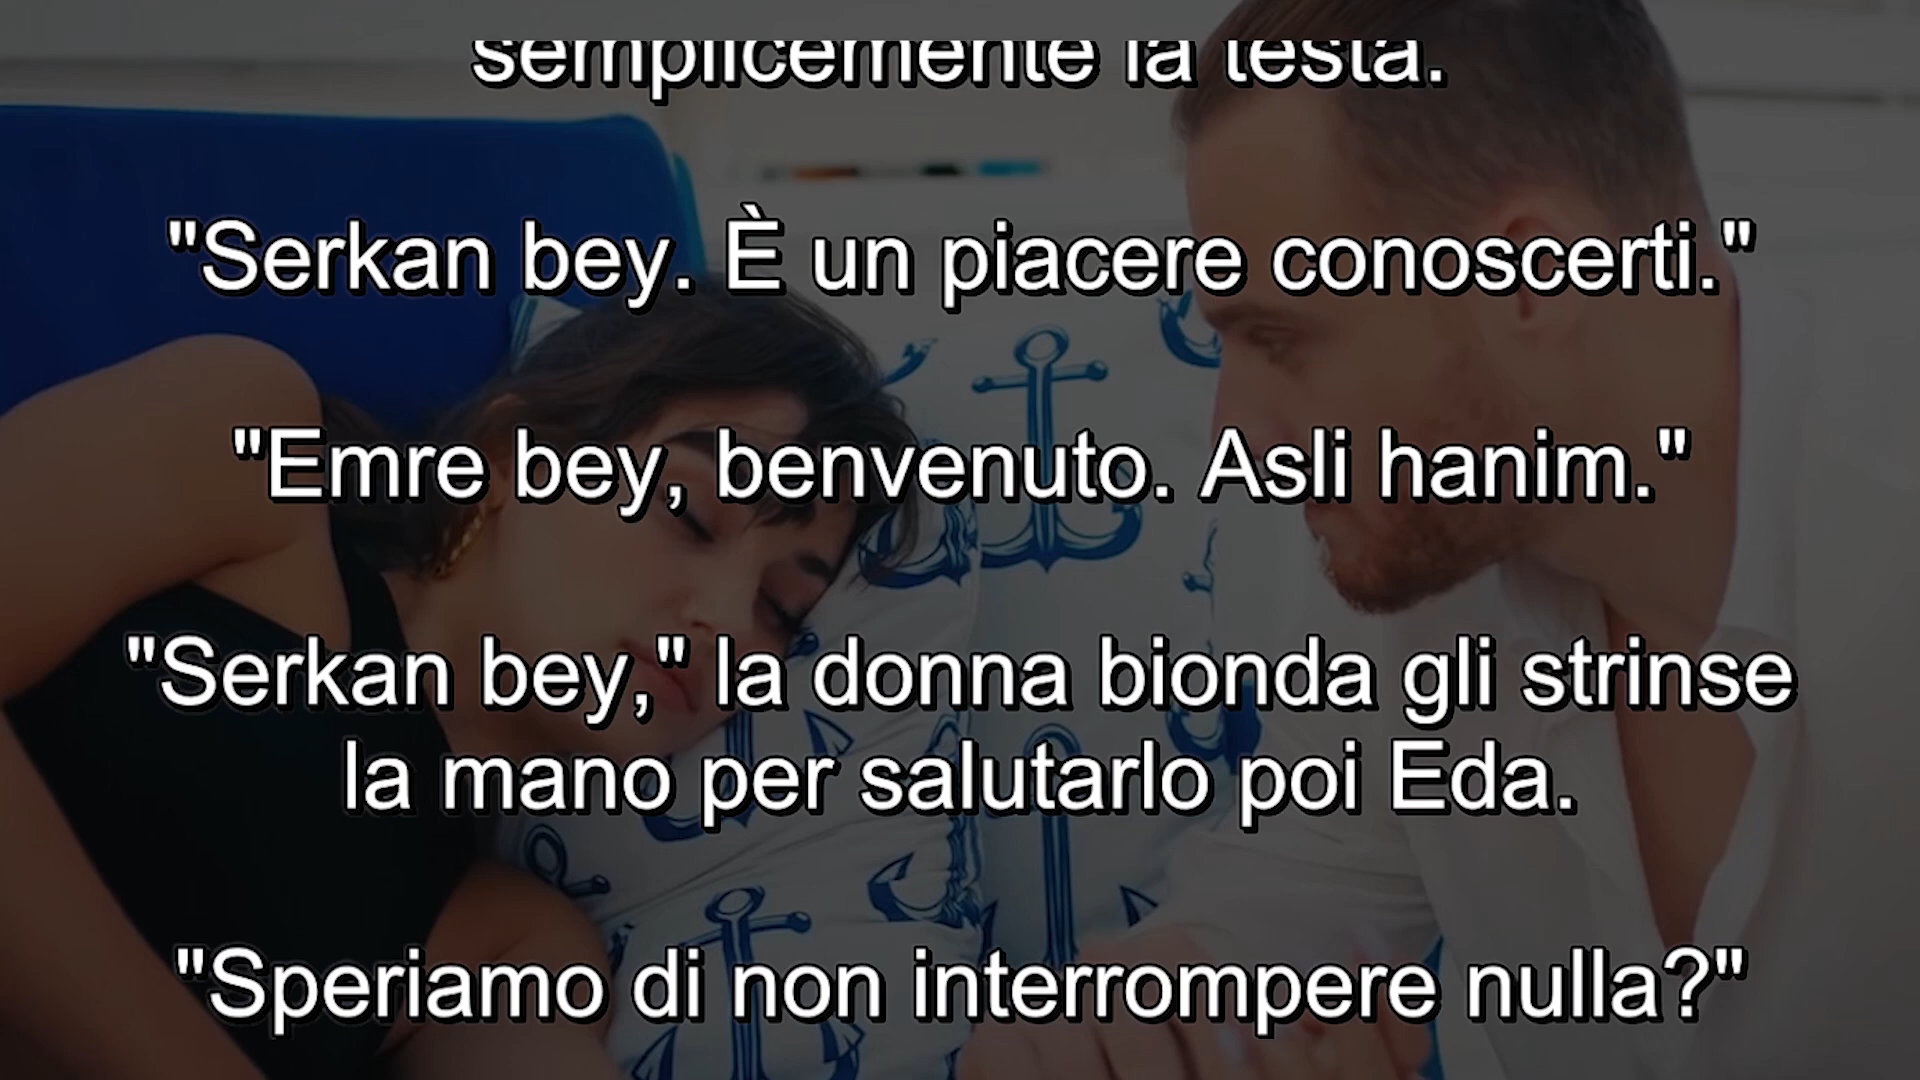 semplicemente la testa.
"Serkan bey. È un piacere conoscerti."
"Emre bey, benvenuto. Asli hanim."
"Serkan bey," la donna bionda gli strinse
la mano per salutarlo poi Eda.
"Speriamo di non interrompere nulla?"